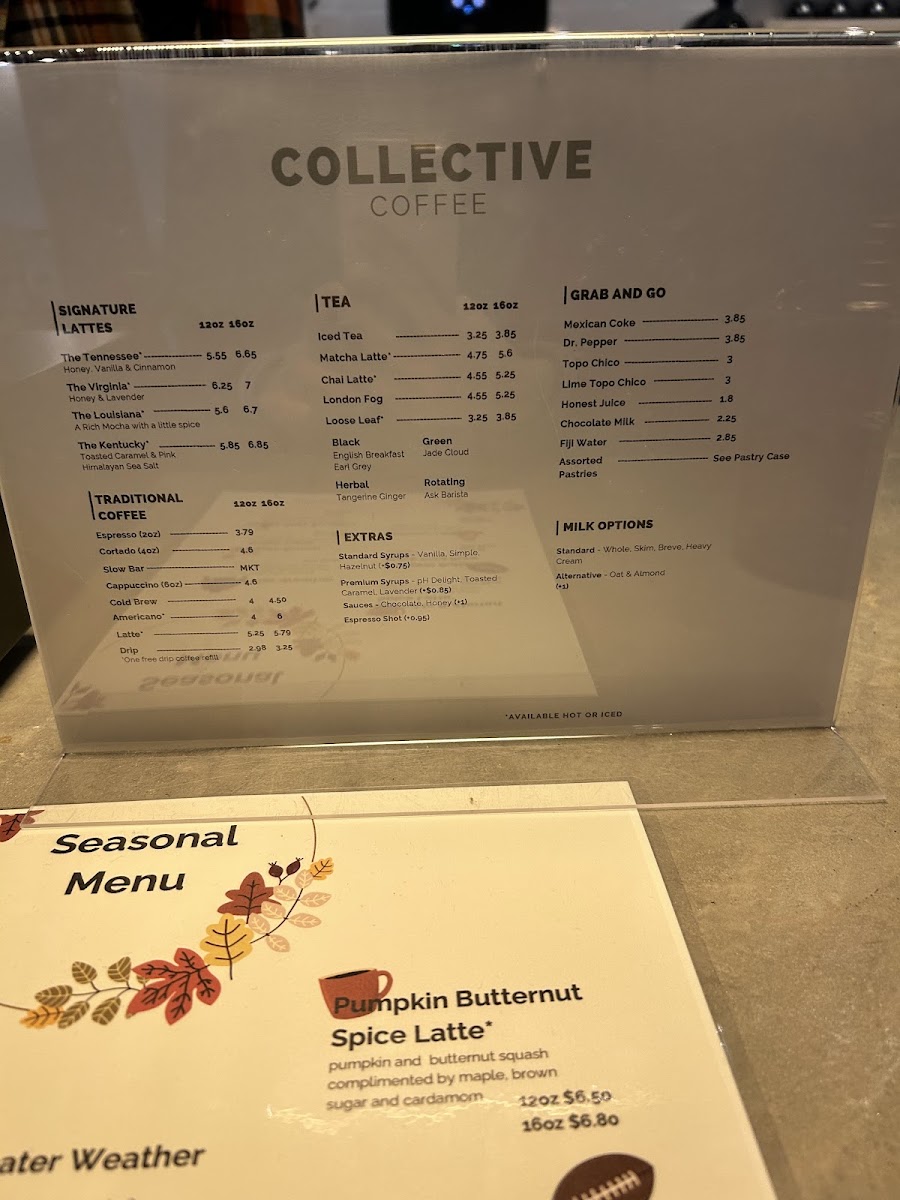 COLLECTIVE
COFFEE
SIGNATURE
LATTES 12oz 16oz
The Tennessee* 5.55 6.65
Honey, Vanilla & Cinnamon
The Virginia* 6.25 7
Honey & Lavender
The Louisiana* 5.6 6.7
A Rich Mocha with a little spice
The Kentucky* 5.85 6.85
Toasted Caramel & Pink
Himalayan Sea Salt
TRADITIONAL
COFFEE 12oz 16oz
Espresso (2oz) 3.79
Cortado (4oz) 4.6
Slow Bar MKT
Cappuccino (6oz) 4.6
Cold Brew 4 4.50
Americano* 4 6
Latte* 5.25 5.79
Drip 2.98 3.25
*One free drip coffee refill
TEA 12oz 16oz
Iced Tea 3.25 3.85
Matcha Latte* 4.75 5.6
Chai Latte* 4.55 5.25
London Fog 4.55 5.25
Loose Leaf* 3.25 3.85
Black Green
English Breakfast Jade Cloud
Earl Grey
Herbal Rotating
Tangerine Ginger Ask Barista
EXTRAS
Standard Syrups - Vanilla, Simple,
Hazelnut (+$0.75)
Premium Syrups - pH Delight, Toasted
Caramel, Lavender (+$0.85)
Sauces - Chocolate, Honey (+1)
Espresso Shot (+0.95)
GRAB AND GO
Mexican Coke 3.85
Dr. Pepper 3.85
Topo Chico 3
Lime Topo Chico 3
Honest Juice 1.8
Chocolate Milk 2.25
Fiji Water 2.85
Assorted See Pastry Case
Pastries
MILK OPTIONS
Standard - Whole, Skim, Breve, Heavy
Cream
Alternative - Oat & Almond
(+1)
*AVAILABLE HOT OR ICED
Seasonal
Menu
Pumpkin Butternut
Spice Latte*
pumpkin and butternut squash
complimented by maple, brown
sugar and cardamom 12oz $6.50
16oz $6.80
ater Weather